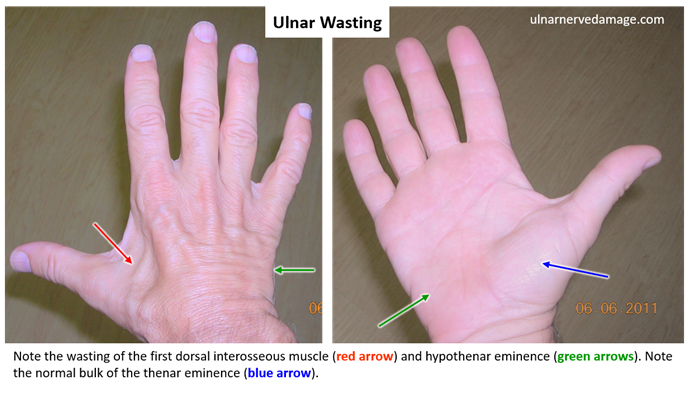 Ulnar Wasting
ulnarnervedamage.com
06
06 06 2011
Note the wasting of the first dorsal interosseous muscle (red arrow) and hypothenar eminence (green arrows). Note
the normal bulk of the thenar eminence (blue arrow).